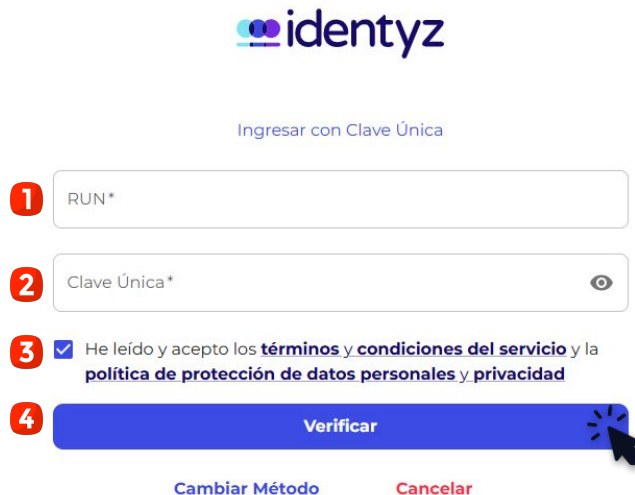 identyz
Ingresar con Clave Única
1 RUN*
2 Clave Única*
3 He leído y acepto los términos y condiciones del servicio y la
política de protección de datos personales y privacidad
4 Verificar
Cambiar Método Cancelar